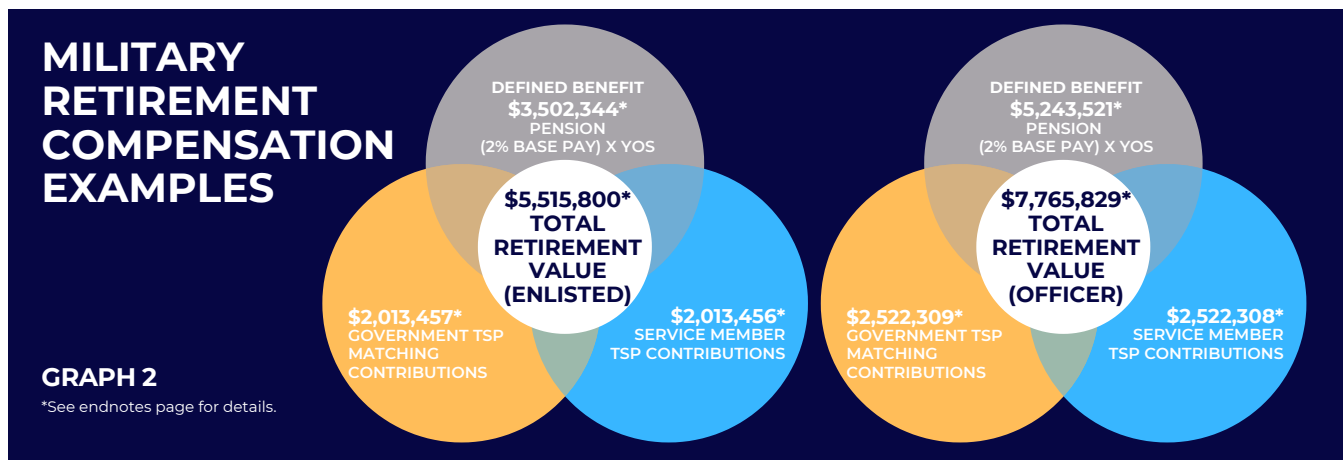 MILITARY
RETIREMENT
COMPENSATION
EXAMPLES
GRAPH 2
*See endnotes page for details.
DEFINED BENEFIT
$3,502,344*
PENSION
(2% BASE PAY) X YOS
$5,515,800*
TOTAL
RETIREMENT
VALUE
(ENLISTED)
$2,013,457*
GOVERNMENT TSP
MATCHING
CONTRIBUTIONS
$2,013,456*
SERVICE MEMBER
TSP CONTRIBUTIONS
DEFINED BENEFIT
$5,243,521*
PENSION
(2% BASE PAY) X YOS
$7,765,829*
TOTAL
RETIREMENT
VALUE
(OFFICER)
$2,522,309*
GOVERNMENT TSP
MATCHING
CONTRIBUTIONS
$2,522,308*
SERVICE MEMBER
TSP CONTRIBUTIONS